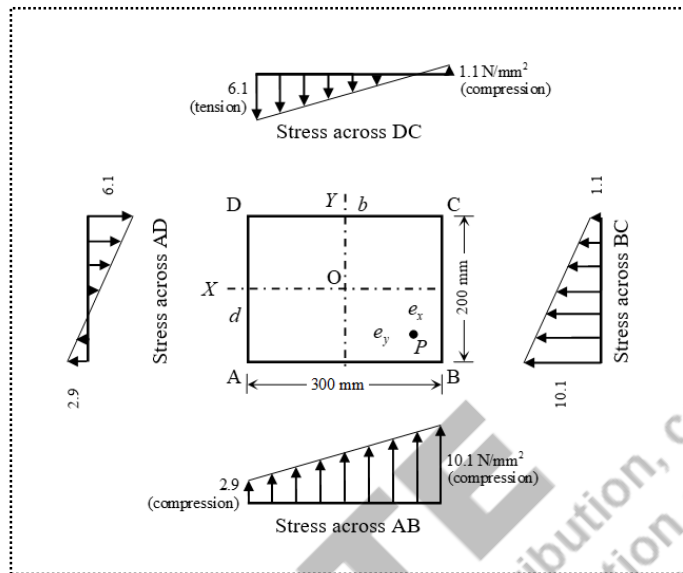 6.1
(tension)
1.1 N/mm²
(compression)
Stress across DC
6.1
Stress across AD
2.9
D
Y
b
C
X
O
d
e_x
e_y
P
A
B
300 mm
200 mm
1.1
Stress across BC
10.1
2.9
(compression)
10.1 N/mm²
(compression)
Stress across AB